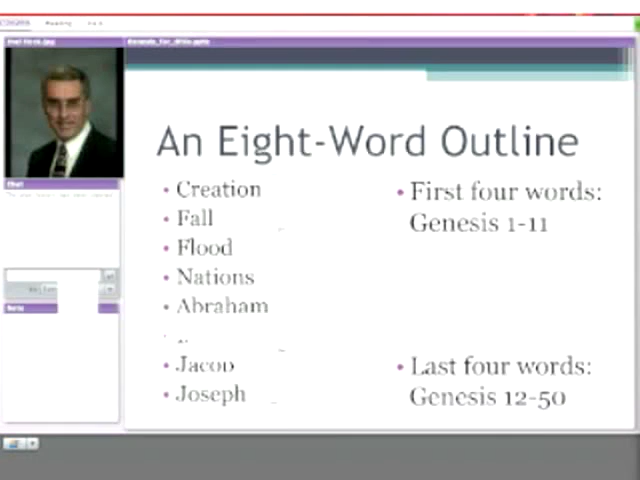 An Eight-Word Outline
• Creation
• Fall
• Flood
• Nations
• Abraham
• Jacob
• Joseph
• First four words:
Genesis 1-11
• Last four words:
Genesis 12-50